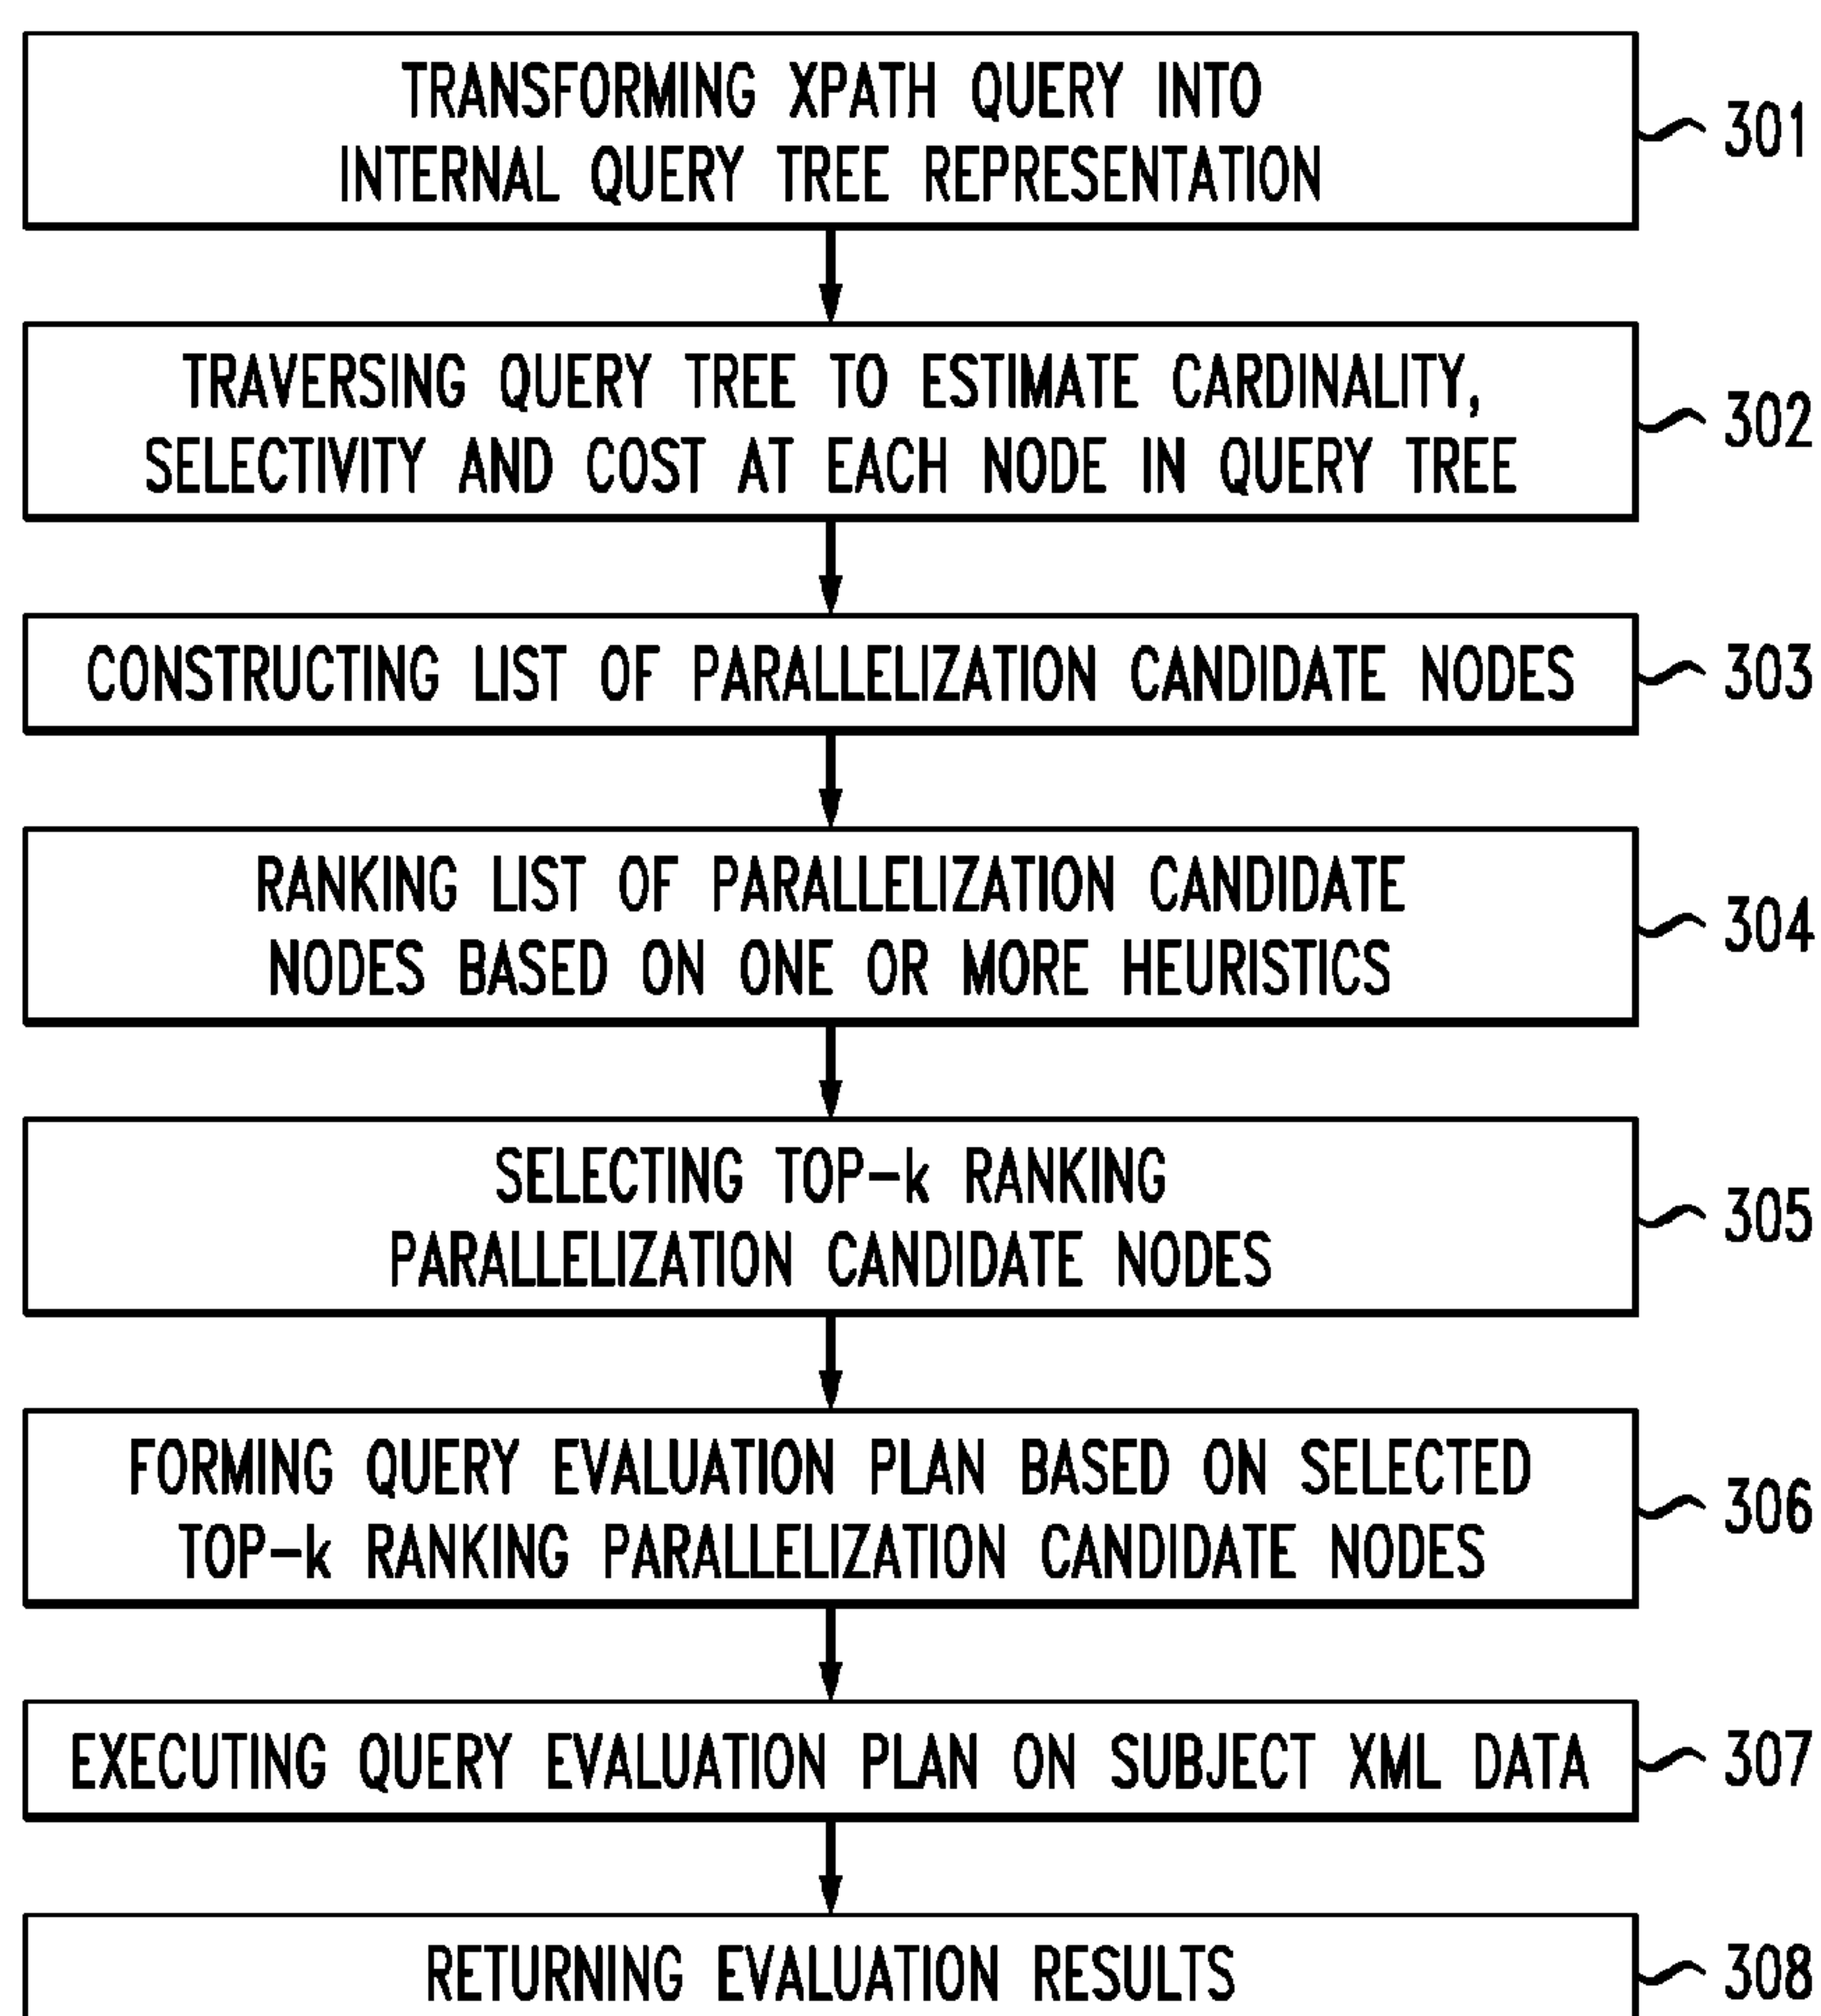 TRANSFORMING XPATH QUERY INTO
INTERNAL QUERY TREE REPRESENTATION
301
TRAVERSING QUERY TREE TO ESTIMATE CARDINALITY,
SELECTIVITY AND COST AT EACH NODE IN QUERY TREE
302
CONSTRUCTING LIST OF PARALLELIZATION CANDIDATE NODES
303
RANKING LIST OF PARALLELIZATION CANDIDATE
NODES BASED ON ONE OR MORE HEURISTICS
304
SELECTING TOP-k RANKING
PARALLELIZATION CANDIDATE NODES
305
FORMING QUERY EVALUATION PLAN BASED ON SELECTED
TOP-k RANKING PARALLELIZATION CANDIDATE NODES
306
EXECUTING QUERY EVALUATION PLAN ON SUBJECT XML DATA
307
RETURNING EVALUATION RESULTS
308